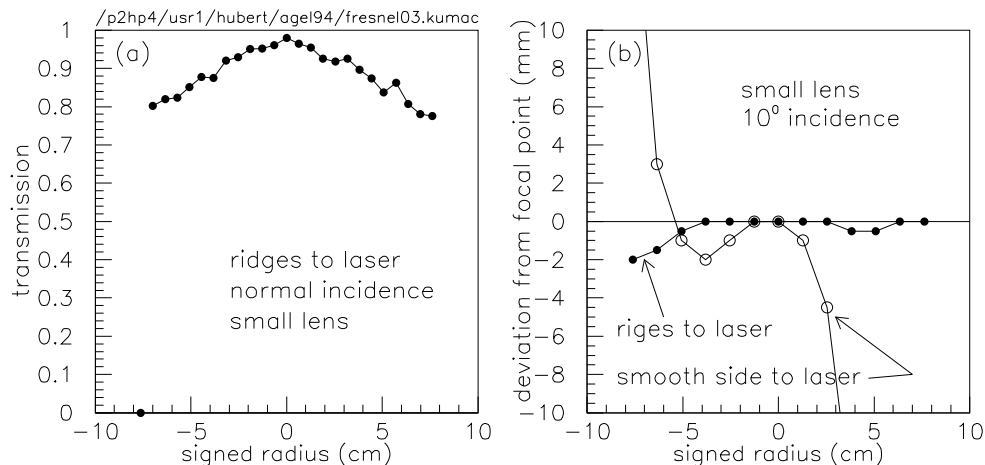 /p2hp4/usr1/hubert/agel94/fresnel03.kumac
(a)
transmission
1
0.9
0.8
0.7
0.6
0.5
0.4
0.3
0.2
0.1
0
ridges to laser
normal incidence
small lens
−10 −5 0 5 10
signed radius (cm)
(b)
deviation from focal point (mm)
10
8
6
4
2
0
−2
−4
−6
−8
−10
small lens
10⁰ incidence
riges to laser
smooth side to laser
−10 −5 0 5 10
signed radius (cm)